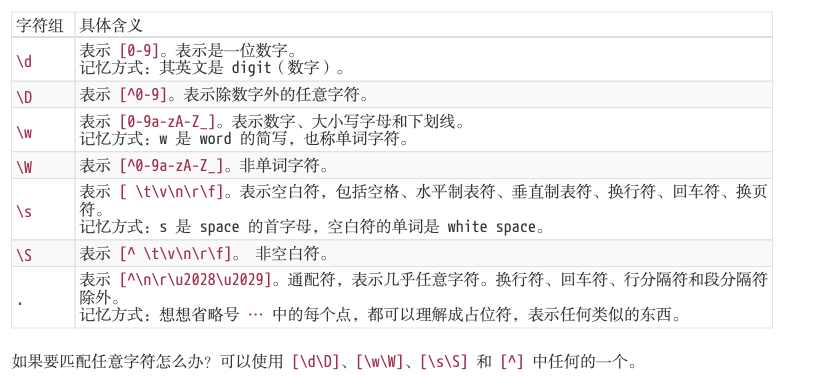 字符组 具体含义
\d
表示 [0-9]。表示是一位数字。
记忆方式：其英文是 digit（数字）。
\D 表示 [^0-9]。表示除数字外的任意字符。
\w
表示 [0-9a-zA-Z_]。表示数字、大小写字母和下划线。
记忆方式：w 是 word 的简写，也称单词字符。
\W 表示 [^0-9a-zA-Z_]。非单词字符。
\s
表示 [ \t\v\n\r\f]。表示空白符，包括空格、水平制表符、垂直制表符、换行符、回车符、换页
符。
记忆方式：s 是 space 的首字母，空白符的单词是 white space。
\S 表示 [^ \t\v\n\r\f]。 非空白符。
.
表示 [^\n\r\u2028\u2029]。通配符，表示几乎任意字符。换行符、回车符、行分隔符和段分隔符
除外。
记忆方式：想想省略号 … 中的每个点，都可以理解成占位符，表示任何类似的东西。
如果要匹配任意字符怎么办？可以使用 [\d\D]、[\w\W]、[\s\S] 和 [^] 中任何的一个。